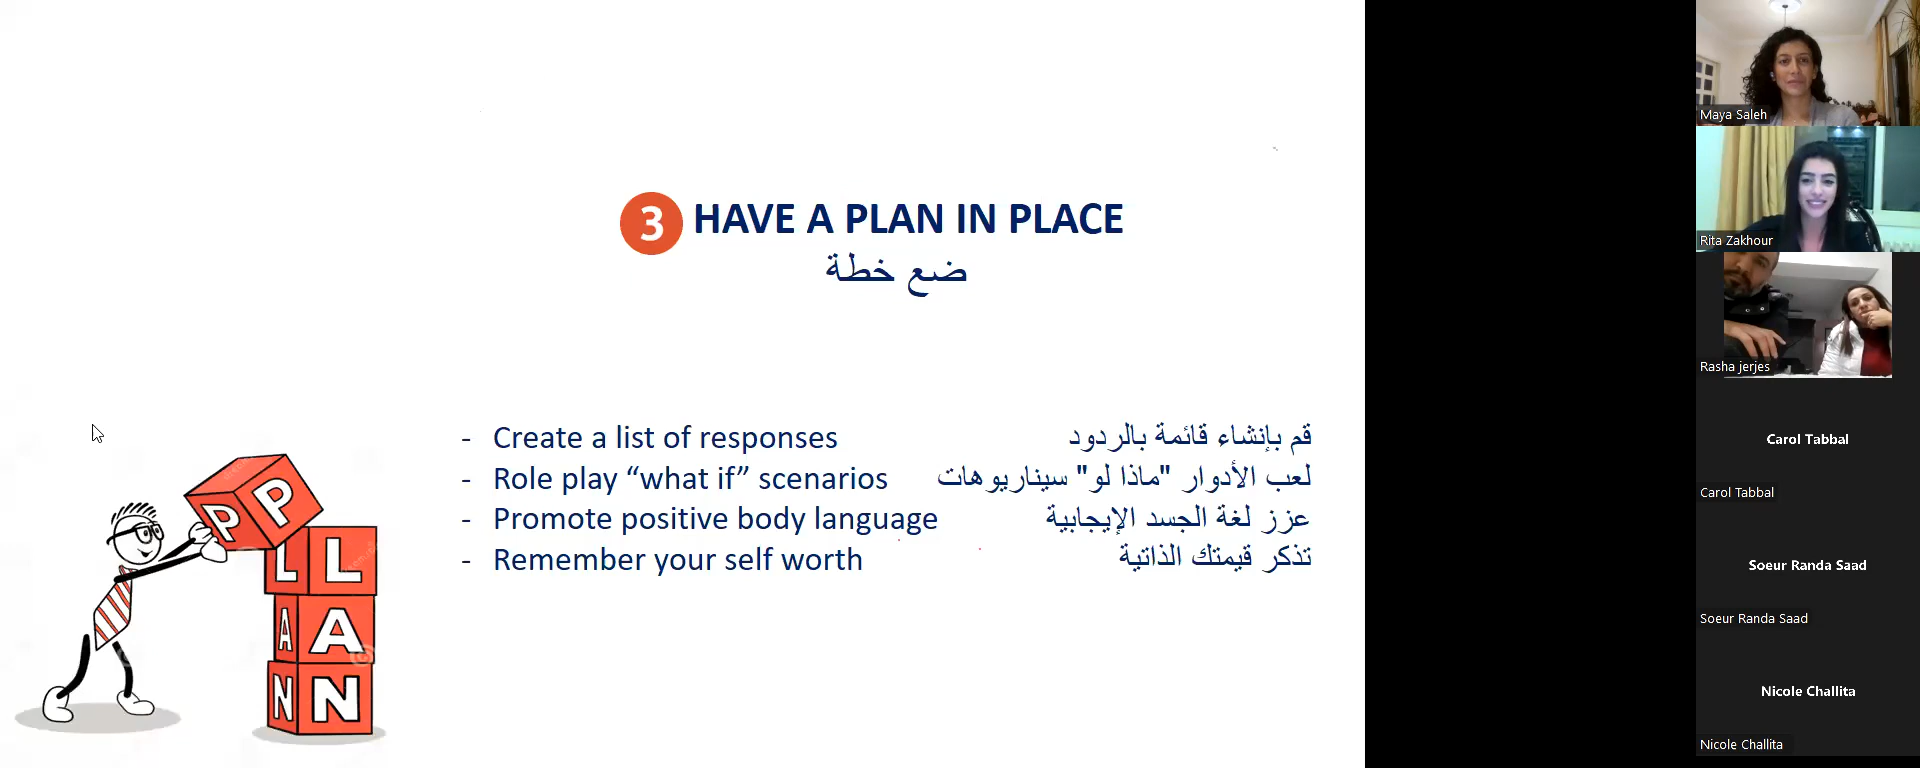 3 HAVE A PLAN IN PLACE
ضع خطة
- Create a list of responses
قم بإنشاء قائمة بالردود
- Role play “what if” scenarios
لعب الأدوار "ماذا لو" سيناريوهات
- Promote positive body language
عزز لغة الجسد الإيجابية
- Remember your self worth
تذكر قيمتك الذاتية
P P
L L
A A
N N
Maya Saleh
Rita Zakhour
Rasha jerjes
Carol Tabbal
Carol Tabbal
Soeur Randa Saad
Soeur Randa Saad
Nicole Challita
Nicole Challita